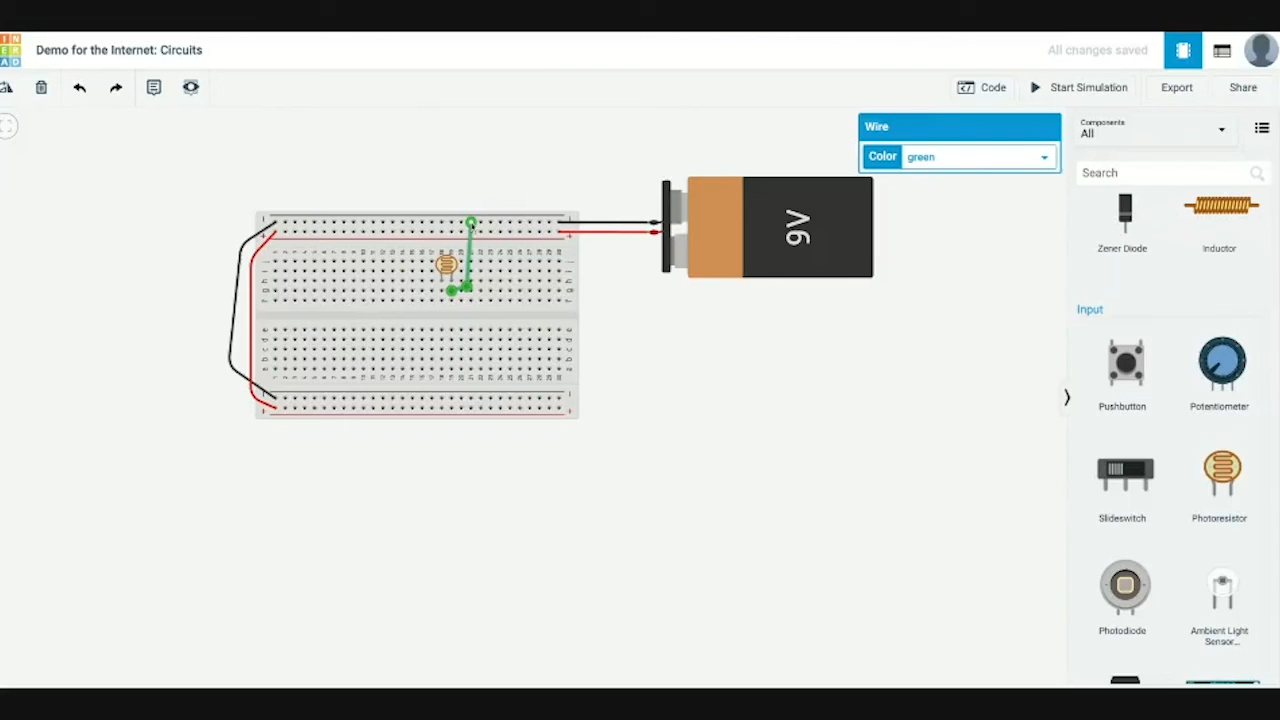 Demo for the Internet: Circuits
All changes saved
Code
Start Simulation
Export
Share
Wire
Color green
Components
All
Search
Zener Diode
Inductor
Input
Pushbutton
Potentiometer
Slideswitch
Photoresistor
Photodiode
Ambient Light
Sensor...
9V